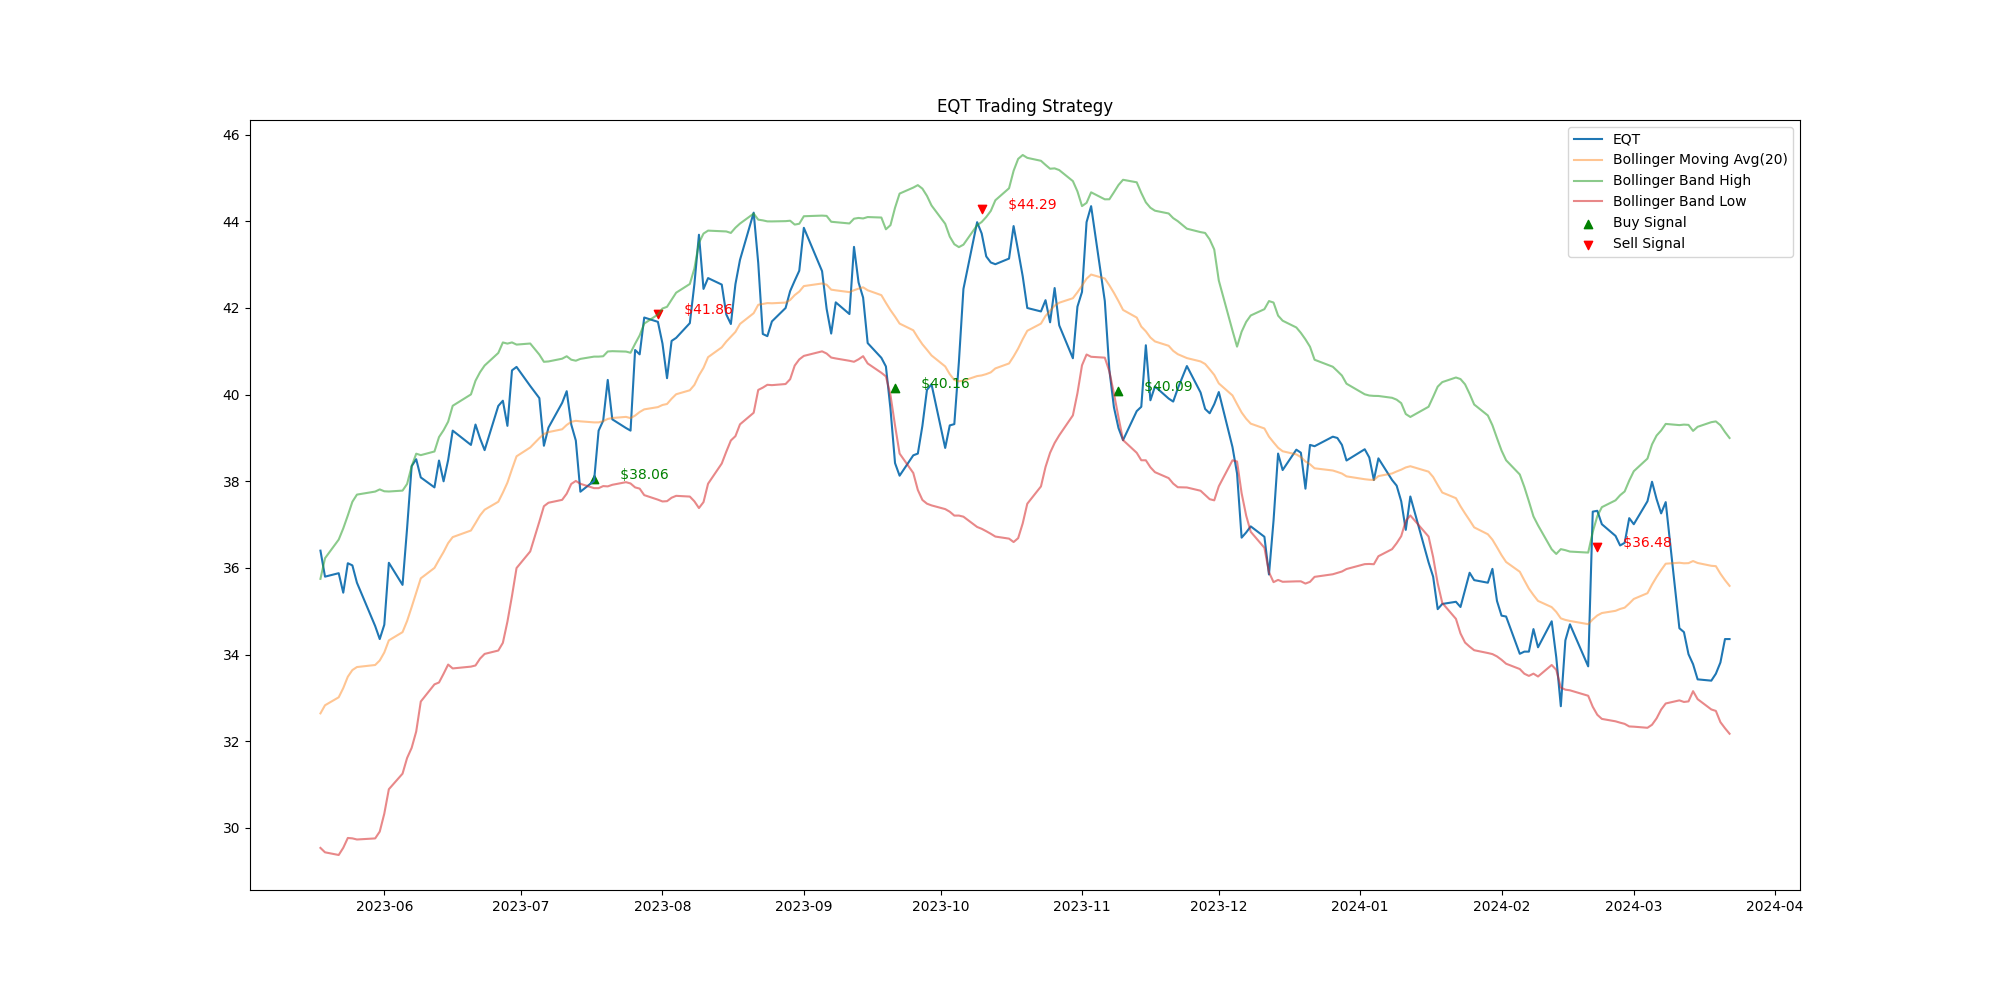 EQT Trading Strategy
46
44
42
40
38
36
34
32
30
EQT
Bollinger Moving Avg(20)
Bollinger Band High
Bollinger Band Low
Buy Signal
Sell Signal
$38.06
$41.86
$40.16
$44.29
$40.09
$36.48
2023-06 2023-07 2023-08 2023-09 2023-10 2023-11 2023-12 2024-01 2024-02 2024-03 2024-04